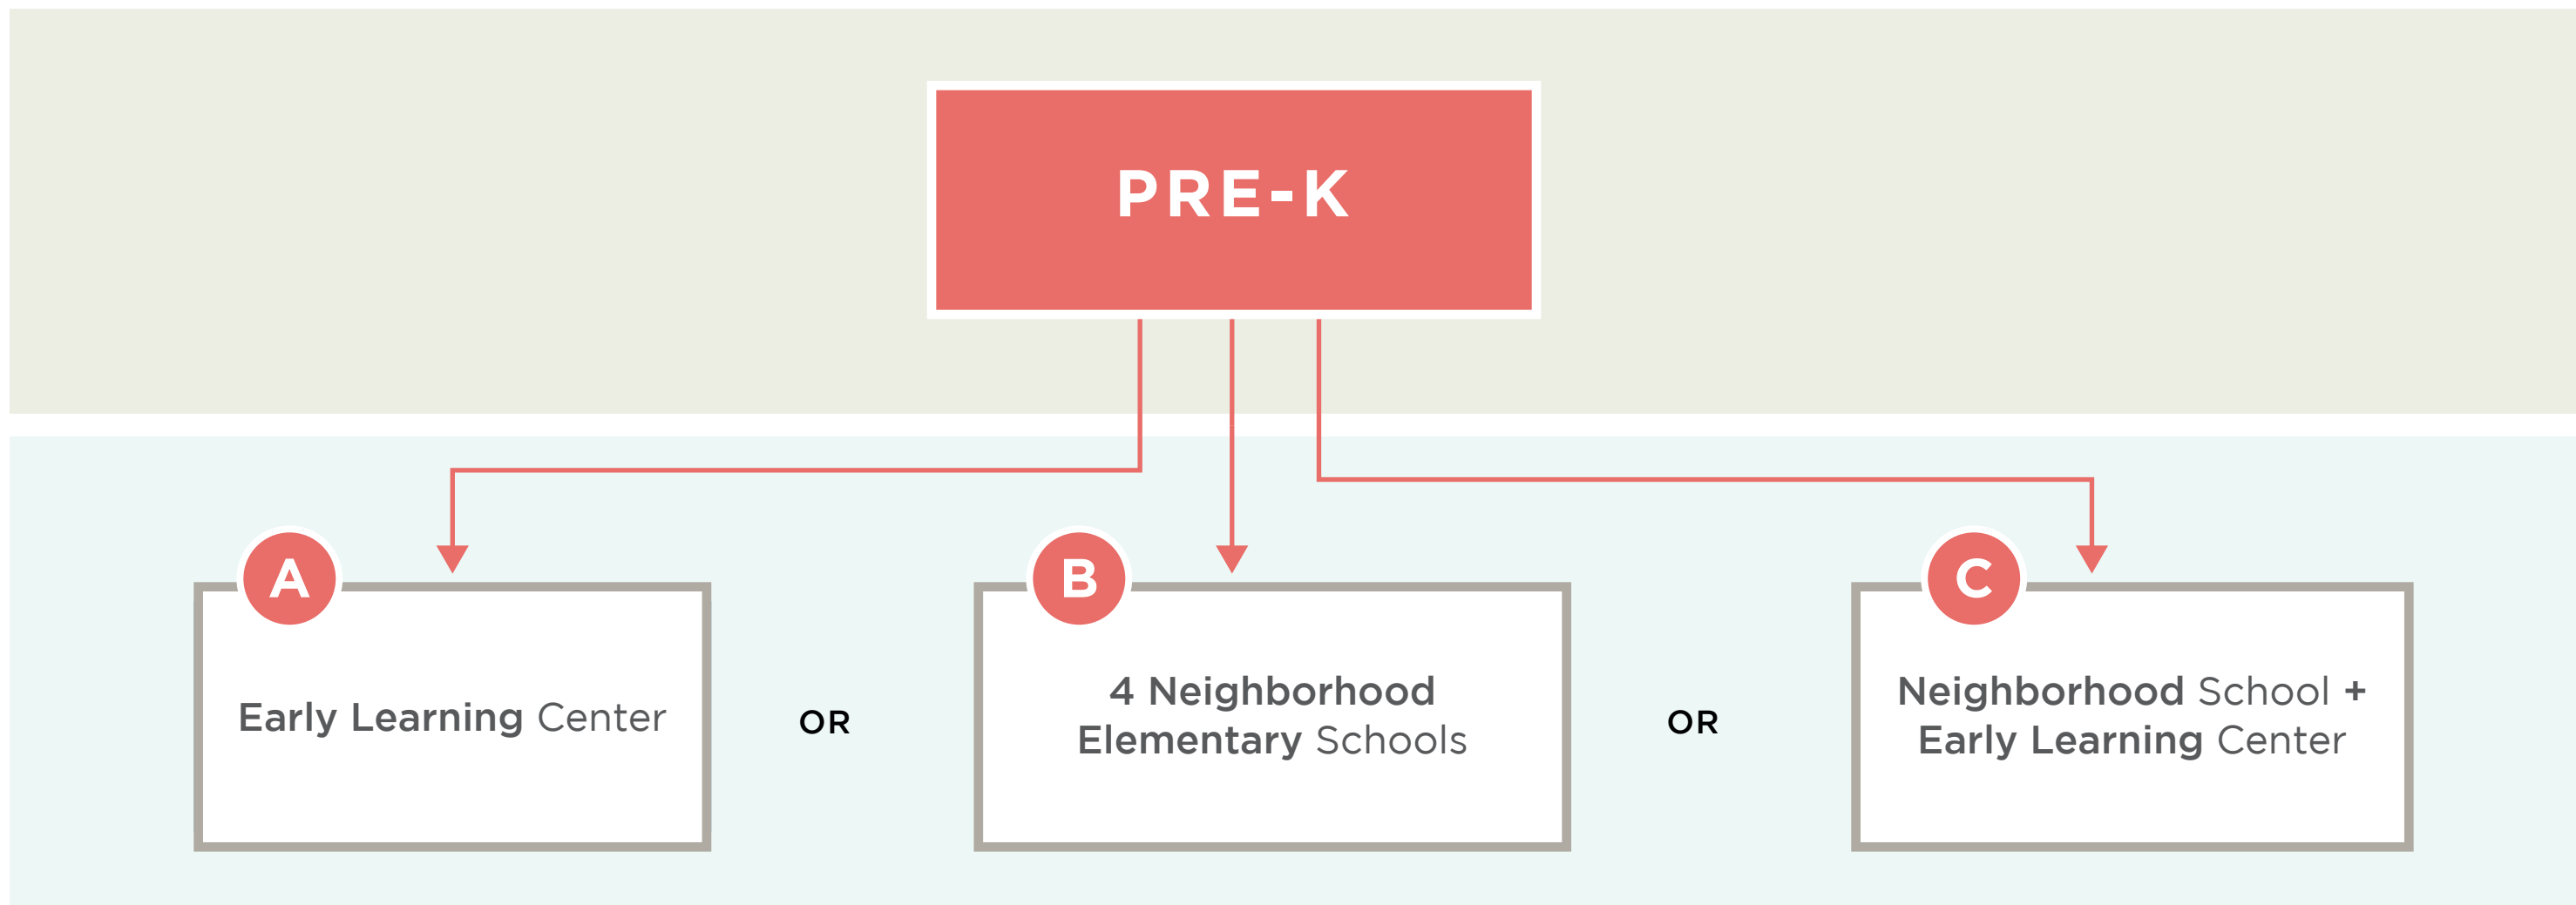 PRE-K
A
Early Learning Center
OR
B
4 Neighborhood
Elementary Schools
OR
C
Neighborhood School +
Early Learning Center